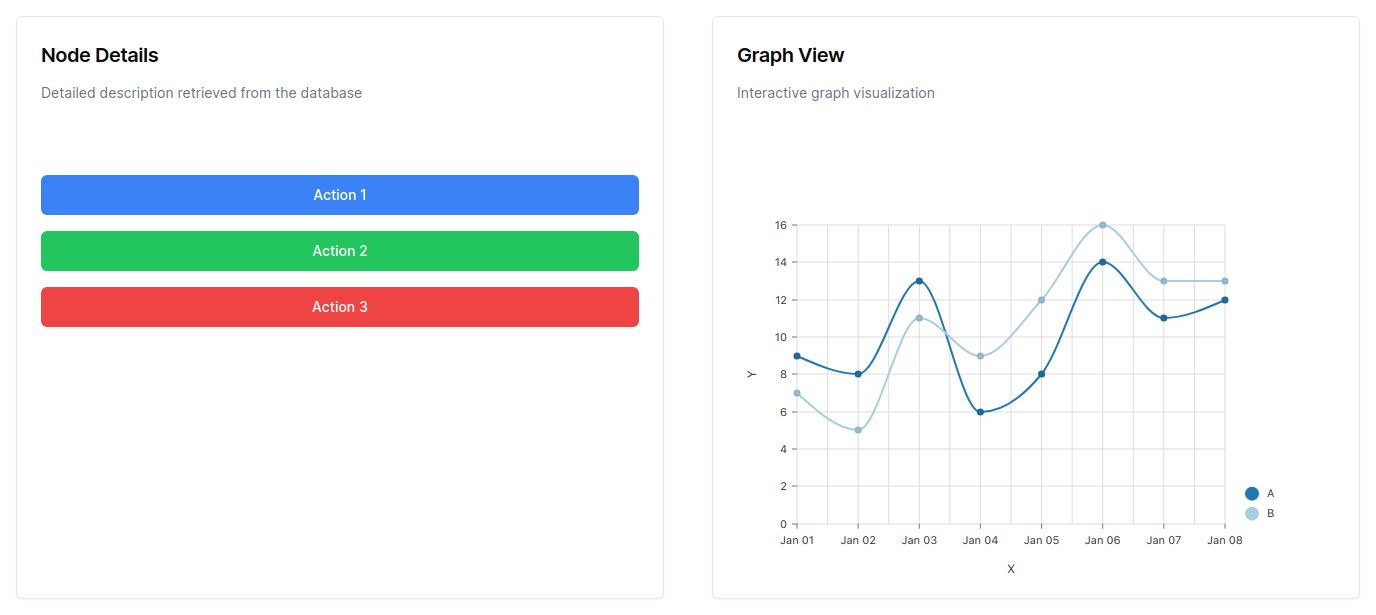 Node Details
Detailed description retrieved from the database
Action 1
Action 2
Action 3
Graph View
Interactive graph visualization
16
14
12
10
8
6
4
2
0
Y
Jan 01 Jan 02 Jan 03 Jan 04 Jan 05 Jan 06 Jan 07 Jan 08
X
A
B